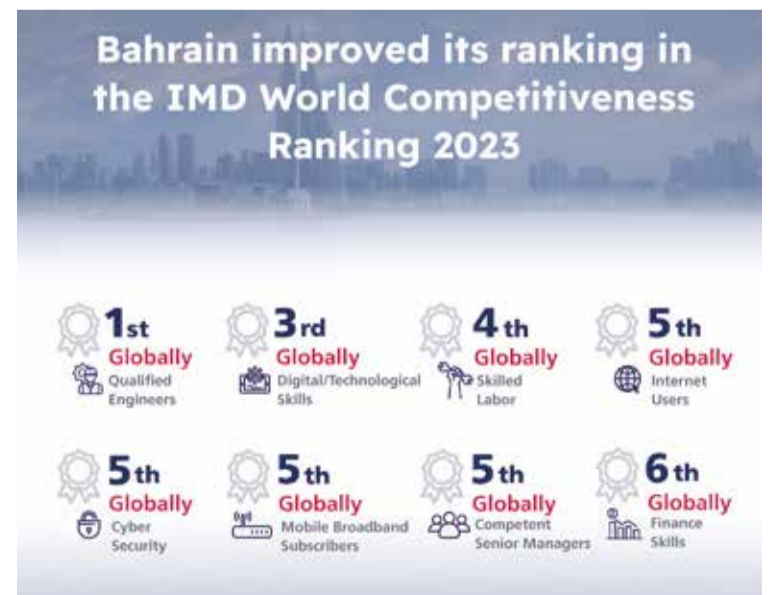 Bahrain improved its ranking in
the IMD World Competitiveness
Ranking 2023
1st
Globally
Qualified
Engineers
3rd
Globally
Digital/Technological
Skills
4th
Globally
Skilled
Labor
5th
Globally
Internet
Users
5th
Globally
Cyber
Security
5th
Globally
Mobile Broadband
Subscribers
5th
Globally
Competent
Senior Managers
6th
Globally
Finance
Skills